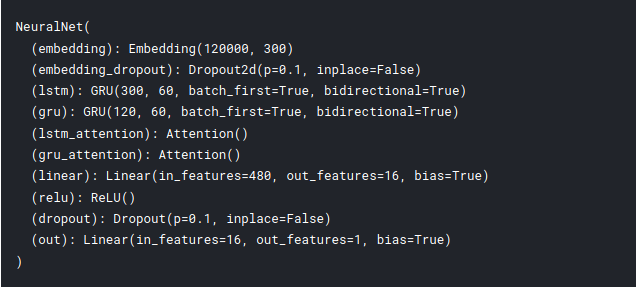 NeuralNet(
(embedding): Embedding(120000, 300)
(embedding_dropout): Dropout2d(p=0.1, inplace=False)
(lstm): GRU(300, 60, batch_first=True, bidirectional=True)
(gru): GRU(120, 60, batch_first=True, bidirectional=True)
(lstm_attention): Attention()
(gru_attention): Attention()
(linear): Linear(in_features=480, out_features=16, bias=True)
(relu): ReLU()
(dropout): Dropout(p=0.1, inplace=False)
(out): Linear(in_features=16, out_features=1, bias=True)
)